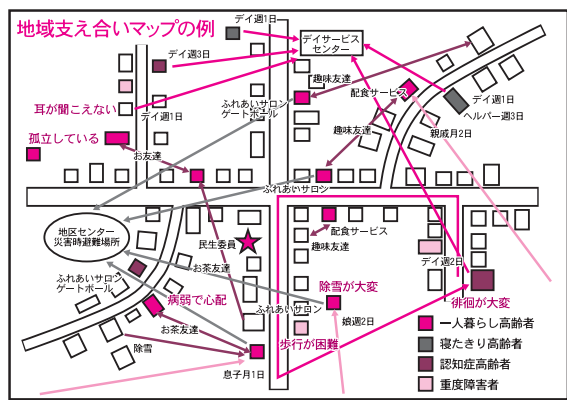 地域支え合いマップの例
デイ週1日
デイサービス
センター
デイ週3日
趣味友達
配食サービス
耳が聞こえない
デイ週1日
ふれあいサロン
ゲートボール
デイ週1日
ヘルパー週3日
趣味友達
親戚月2日
孤立している
お友達
ふれあいサロン
地区センター
災害時避難場所
民生委員
配食サービス
趣味友達
デイ週2日
お茶友達
ふれあいサロン
ゲートボール
病弱で心配
除雪が大変
徘徊が大変
ふれあいサロン
お茶友達
娘週2日
歩行が困難
除雪
息子月1日
一人暮らし高齢者
寝たきり高齢者
認知症高齢者
重度障害者